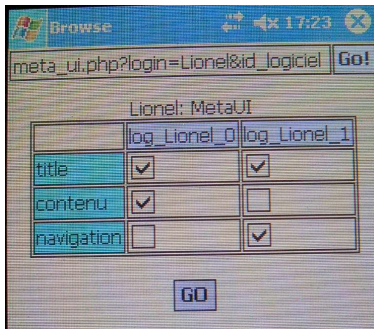 Browse 17:23
meta_ui.php?login=Lionel&id_logiciel Go!
Lionel: MetaUI
log_Lionel_0 log_Lionel_1
title
contenu
navigation
GO